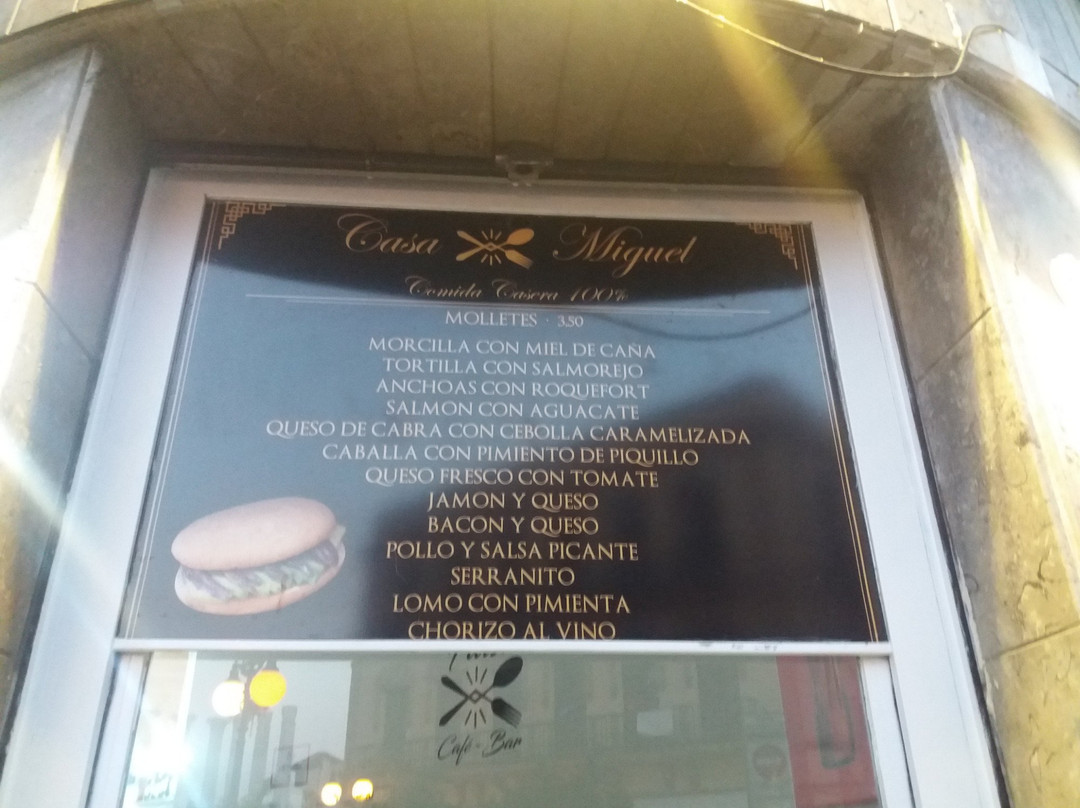 Casa Miguel
Comida Casera 100%
MOLLETES · 3,50
MORCILLA CON MIEL DE CAÑA
TORTILLA CON SALMOREJO
ANCHOAS CON ROQUEFORT
SALMON CON AGUACATE
QUESO DE CABRA CON CEBOLLA CARAMELIZADA
CABALLA CON PIMIENTO DE PIQUILLO
QUESO FRESCO CON TOMATE
JAMON Y QUESO
BACON Y QUESO
POLLO Y SALSA PICANTE
SERRANITO
LOMO CON PIMIENTA
CHORIZO AL VINO
Café - Bar